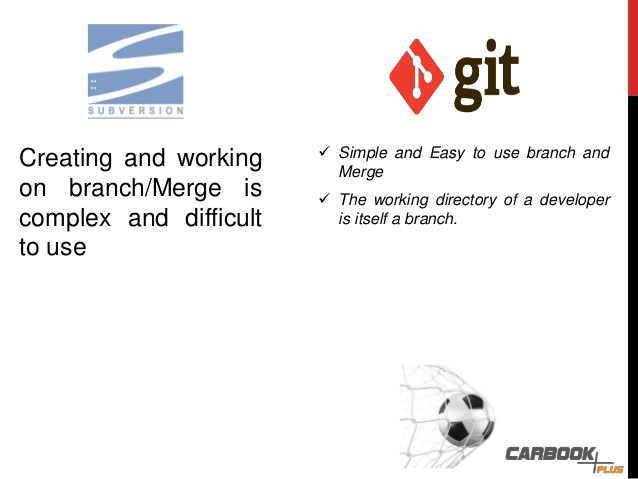 SUBVERSION
git
Creating and working
on branch/Merge is
complex and difficult
to use
✓ Simple and Easy to use branch and
Merge
✓ The working directory of a developer
is itself a branch.
CARBOOK
PLUS